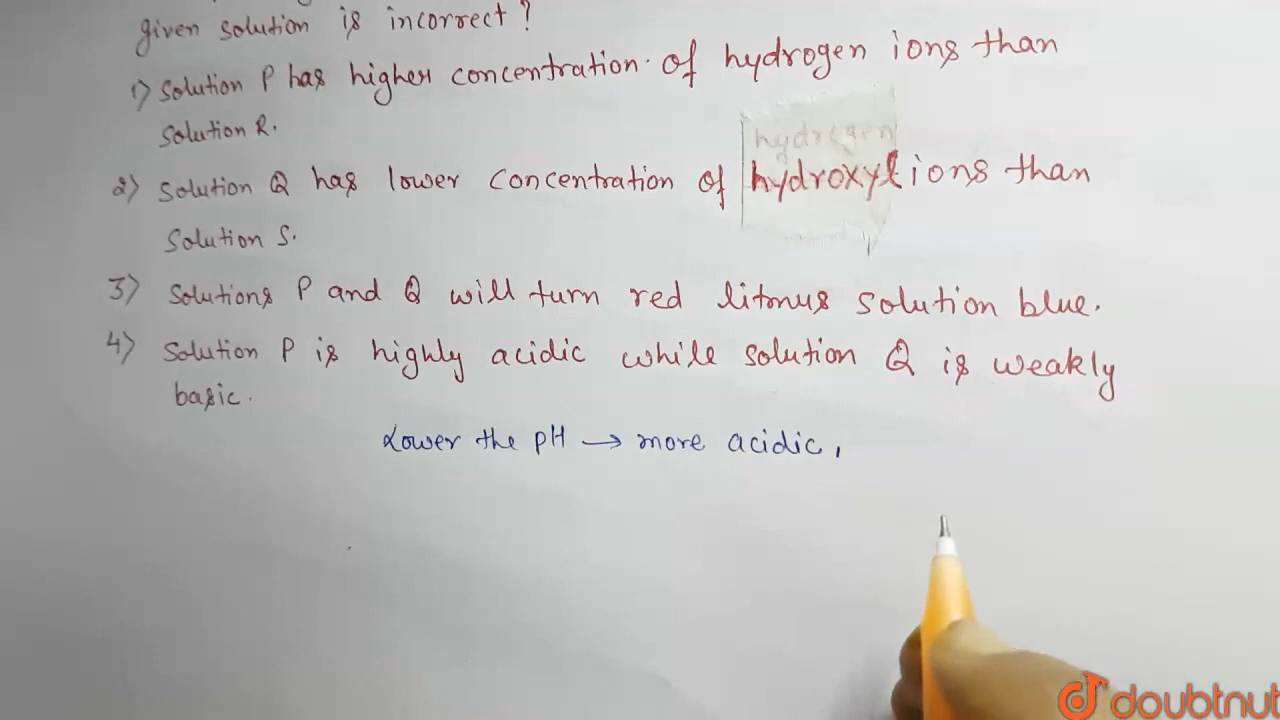 given solution is incorrect?
1) Solution P has higher concentration of hydrogen ions than
Solution R.
hydrogen
2) Solution Q has lower concentration of hydroxyl ions than
Solution S.
3) Solutions P and Q will turn red litmus solution blue.
4) Solution P is highly acidic while solution Q is weakly
basic.
Lower the pH → more acidic,
doubtnut